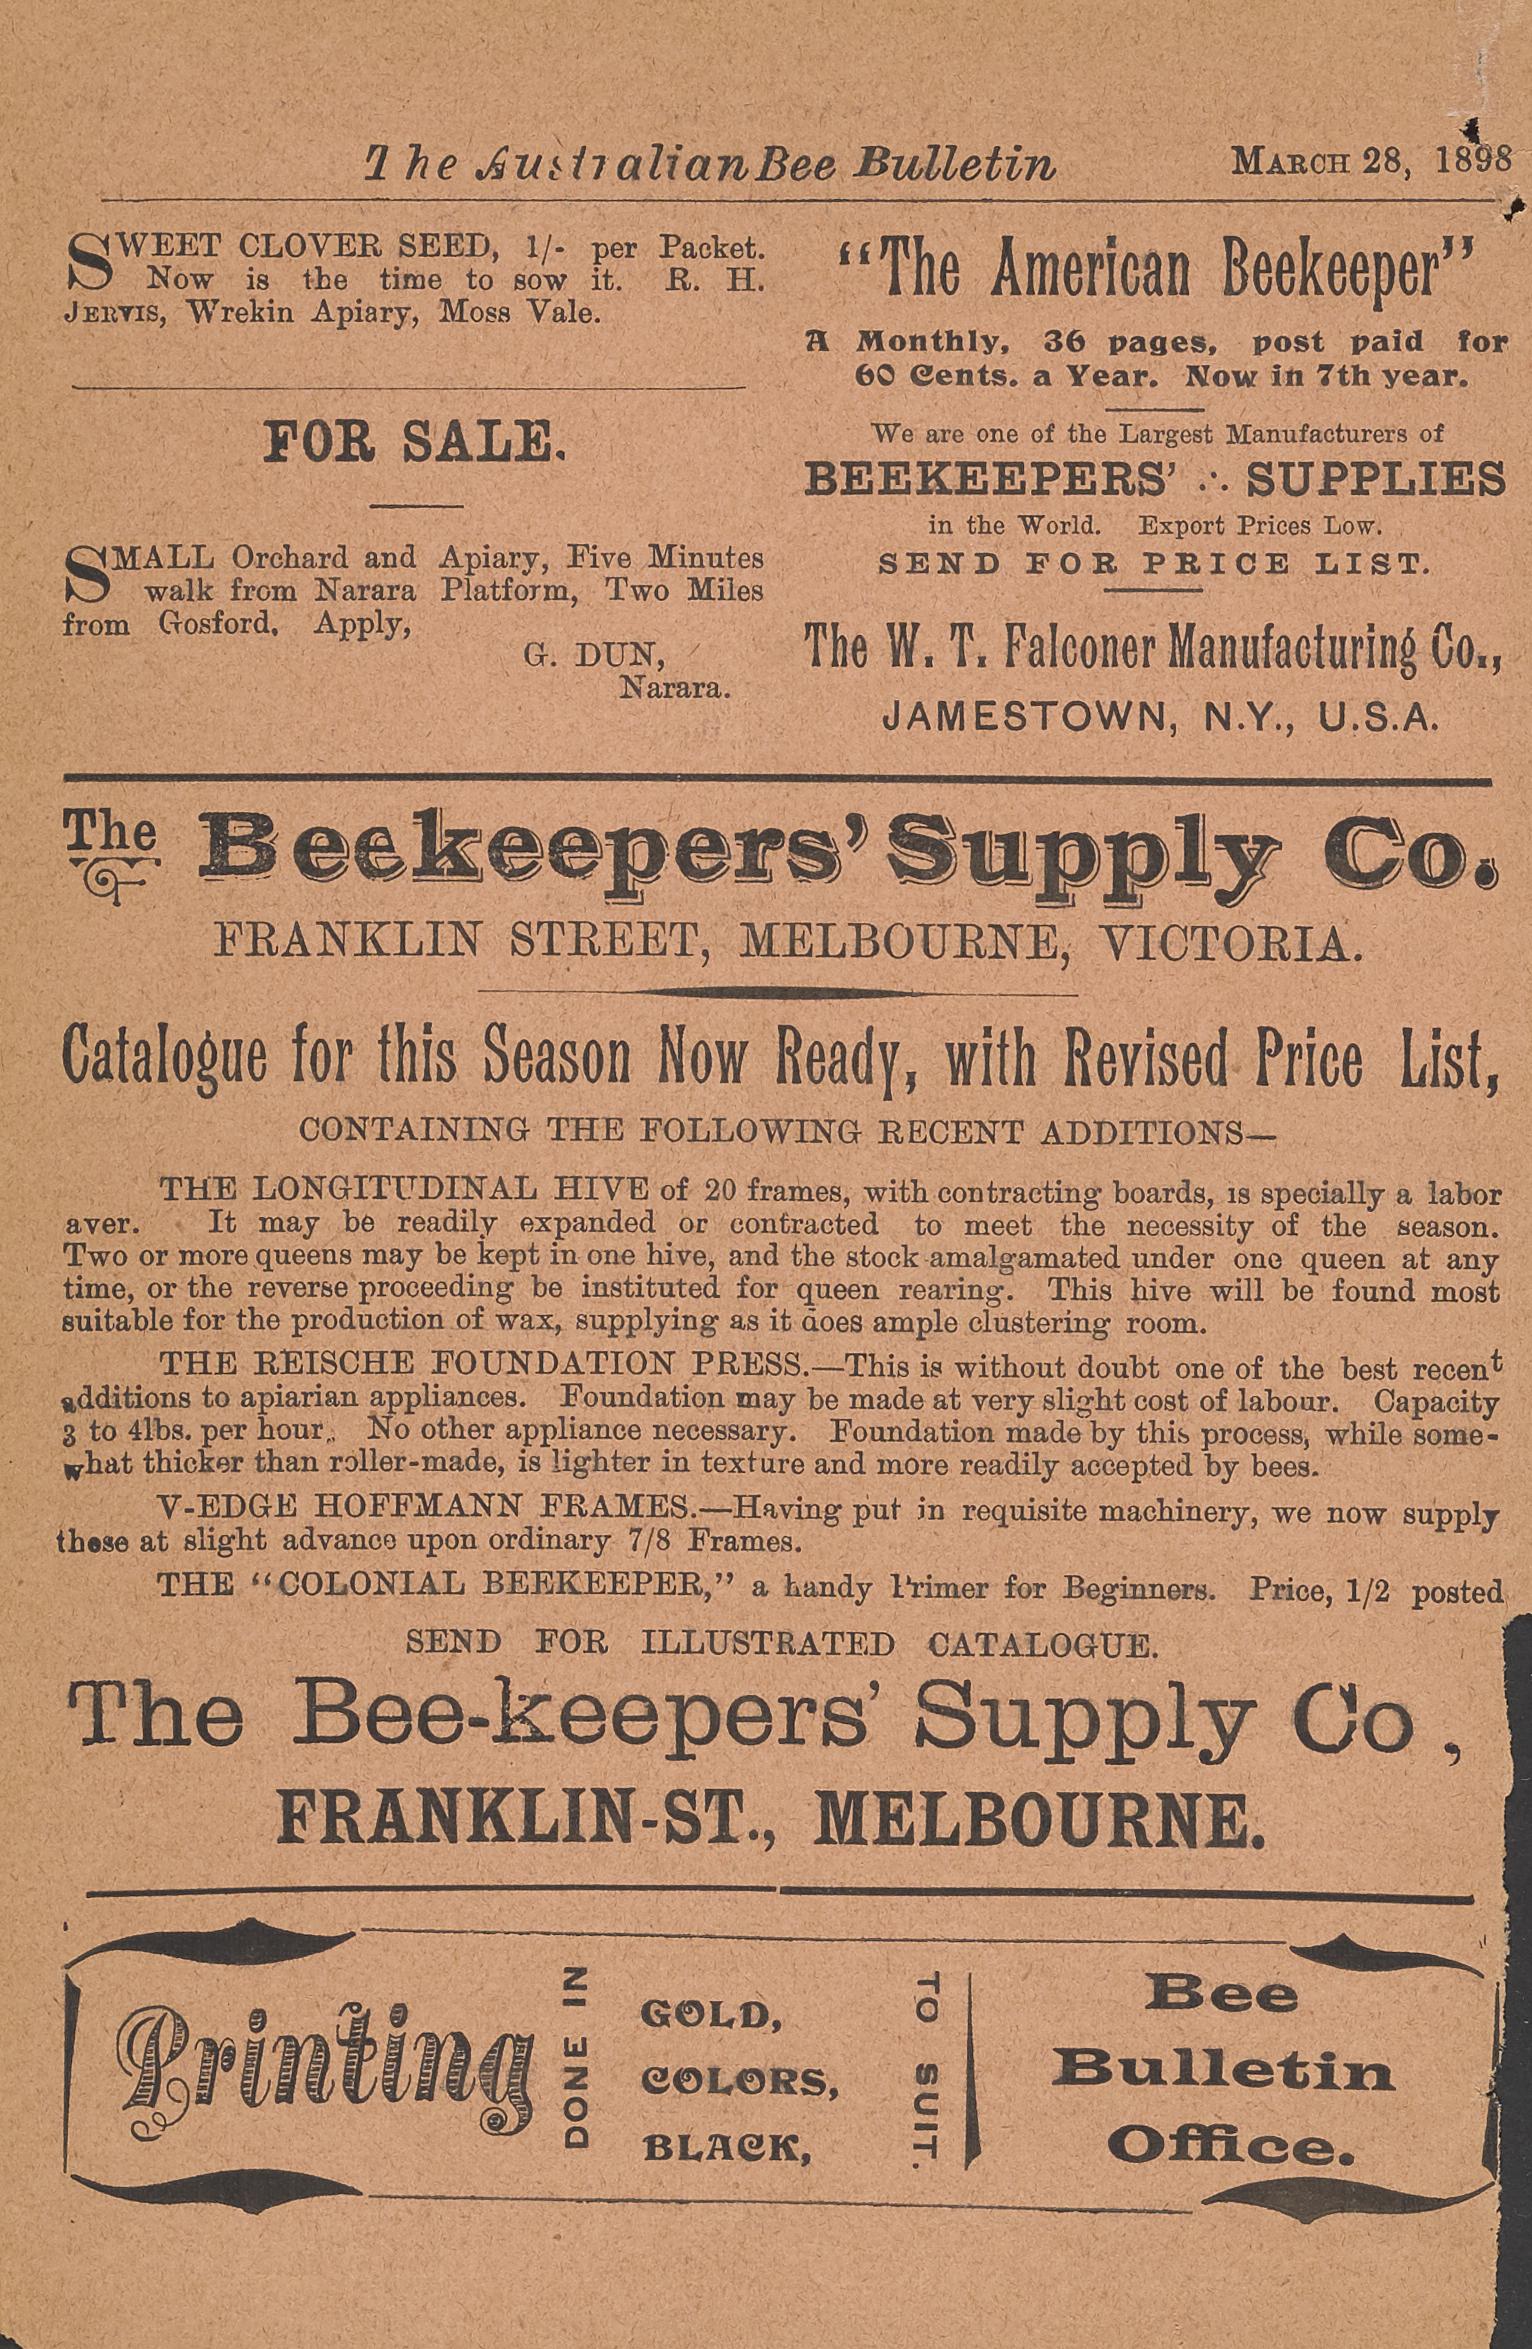 The Australian Bee Bulletin MARCH 28, 1898
SWEET CLOVER SEED, 1/- per Packet.
Now is the time to sow it. R. H.
JERVIS, Wrekin Apiary, Moss Vale.
FOR SALE.
SMALL Orchard and Apiary, Five Minutes
walk from Narara Platform, Two Miles
from Gosford. Apply,
G. DUN,
Narara.
"The American Beekeeper"
A Monthly, 36 pages, post paid for
60 Cents. a Year. Now in 7th year.
We are one of the Largest Manufacturers of
BEEKEEPERS' ∴ SUPPLIES
in the World. Export Prices Low.
SEND FOR PRICE LIST.
The W. T. Falconer Manufacturing Co.,
JAMESTOWN, N.Y., U.S.A.
The Beekeepers' Supply Co.
FRANKLIN STREET, MELBOURNE, VICTORIA.
Catalogue for this Season Now Ready, with Revised Price List,
CONTAINING THE FOLLOWING RECENT ADDITIONS—
THE LONGITUDINAL HIVE of 20 frames, with contracting boards, is specially a labor
aver. It may be readily expanded or contracted to meet the necessity of the season.
Two or more queens may be kept in one hive, and the stock amalgamated under one queen at any
time, or the reverse proceeding be instituted for queen rearing. This hive will be found most
suitable for the production of wax, supplying as it does ample clustering room.
THE REISCHE FOUNDATION PRESS.—This is without doubt one of the best recent
additions to apiarian appliances. Foundation may be made at very slight cost of labour. Capacity
3 to 4lbs. per hour. No other appliance necessary. Foundation made by this process, while some-
what thicker than roller-made, is lighter in texture and more readily accepted by bees.
V-EDGE HOFFMANN FRAMES.—Having put in requisite machinery, we now supply
these at slight advance upon ordinary 7/8 Frames.
THE "COLONIAL BEEKEEPER," a handy Primer for Beginners. Price, 1/2 posted
SEND FOR ILLUSTRATED CATALOGUE.
The Bee-keepers' Supply Co,
FRANKLIN-ST., MELBOURNE.
Printing
DONE IN
GOLD,
COLORS,
BLACK,
TO SUIT.
Bee
Bulletin
Office.